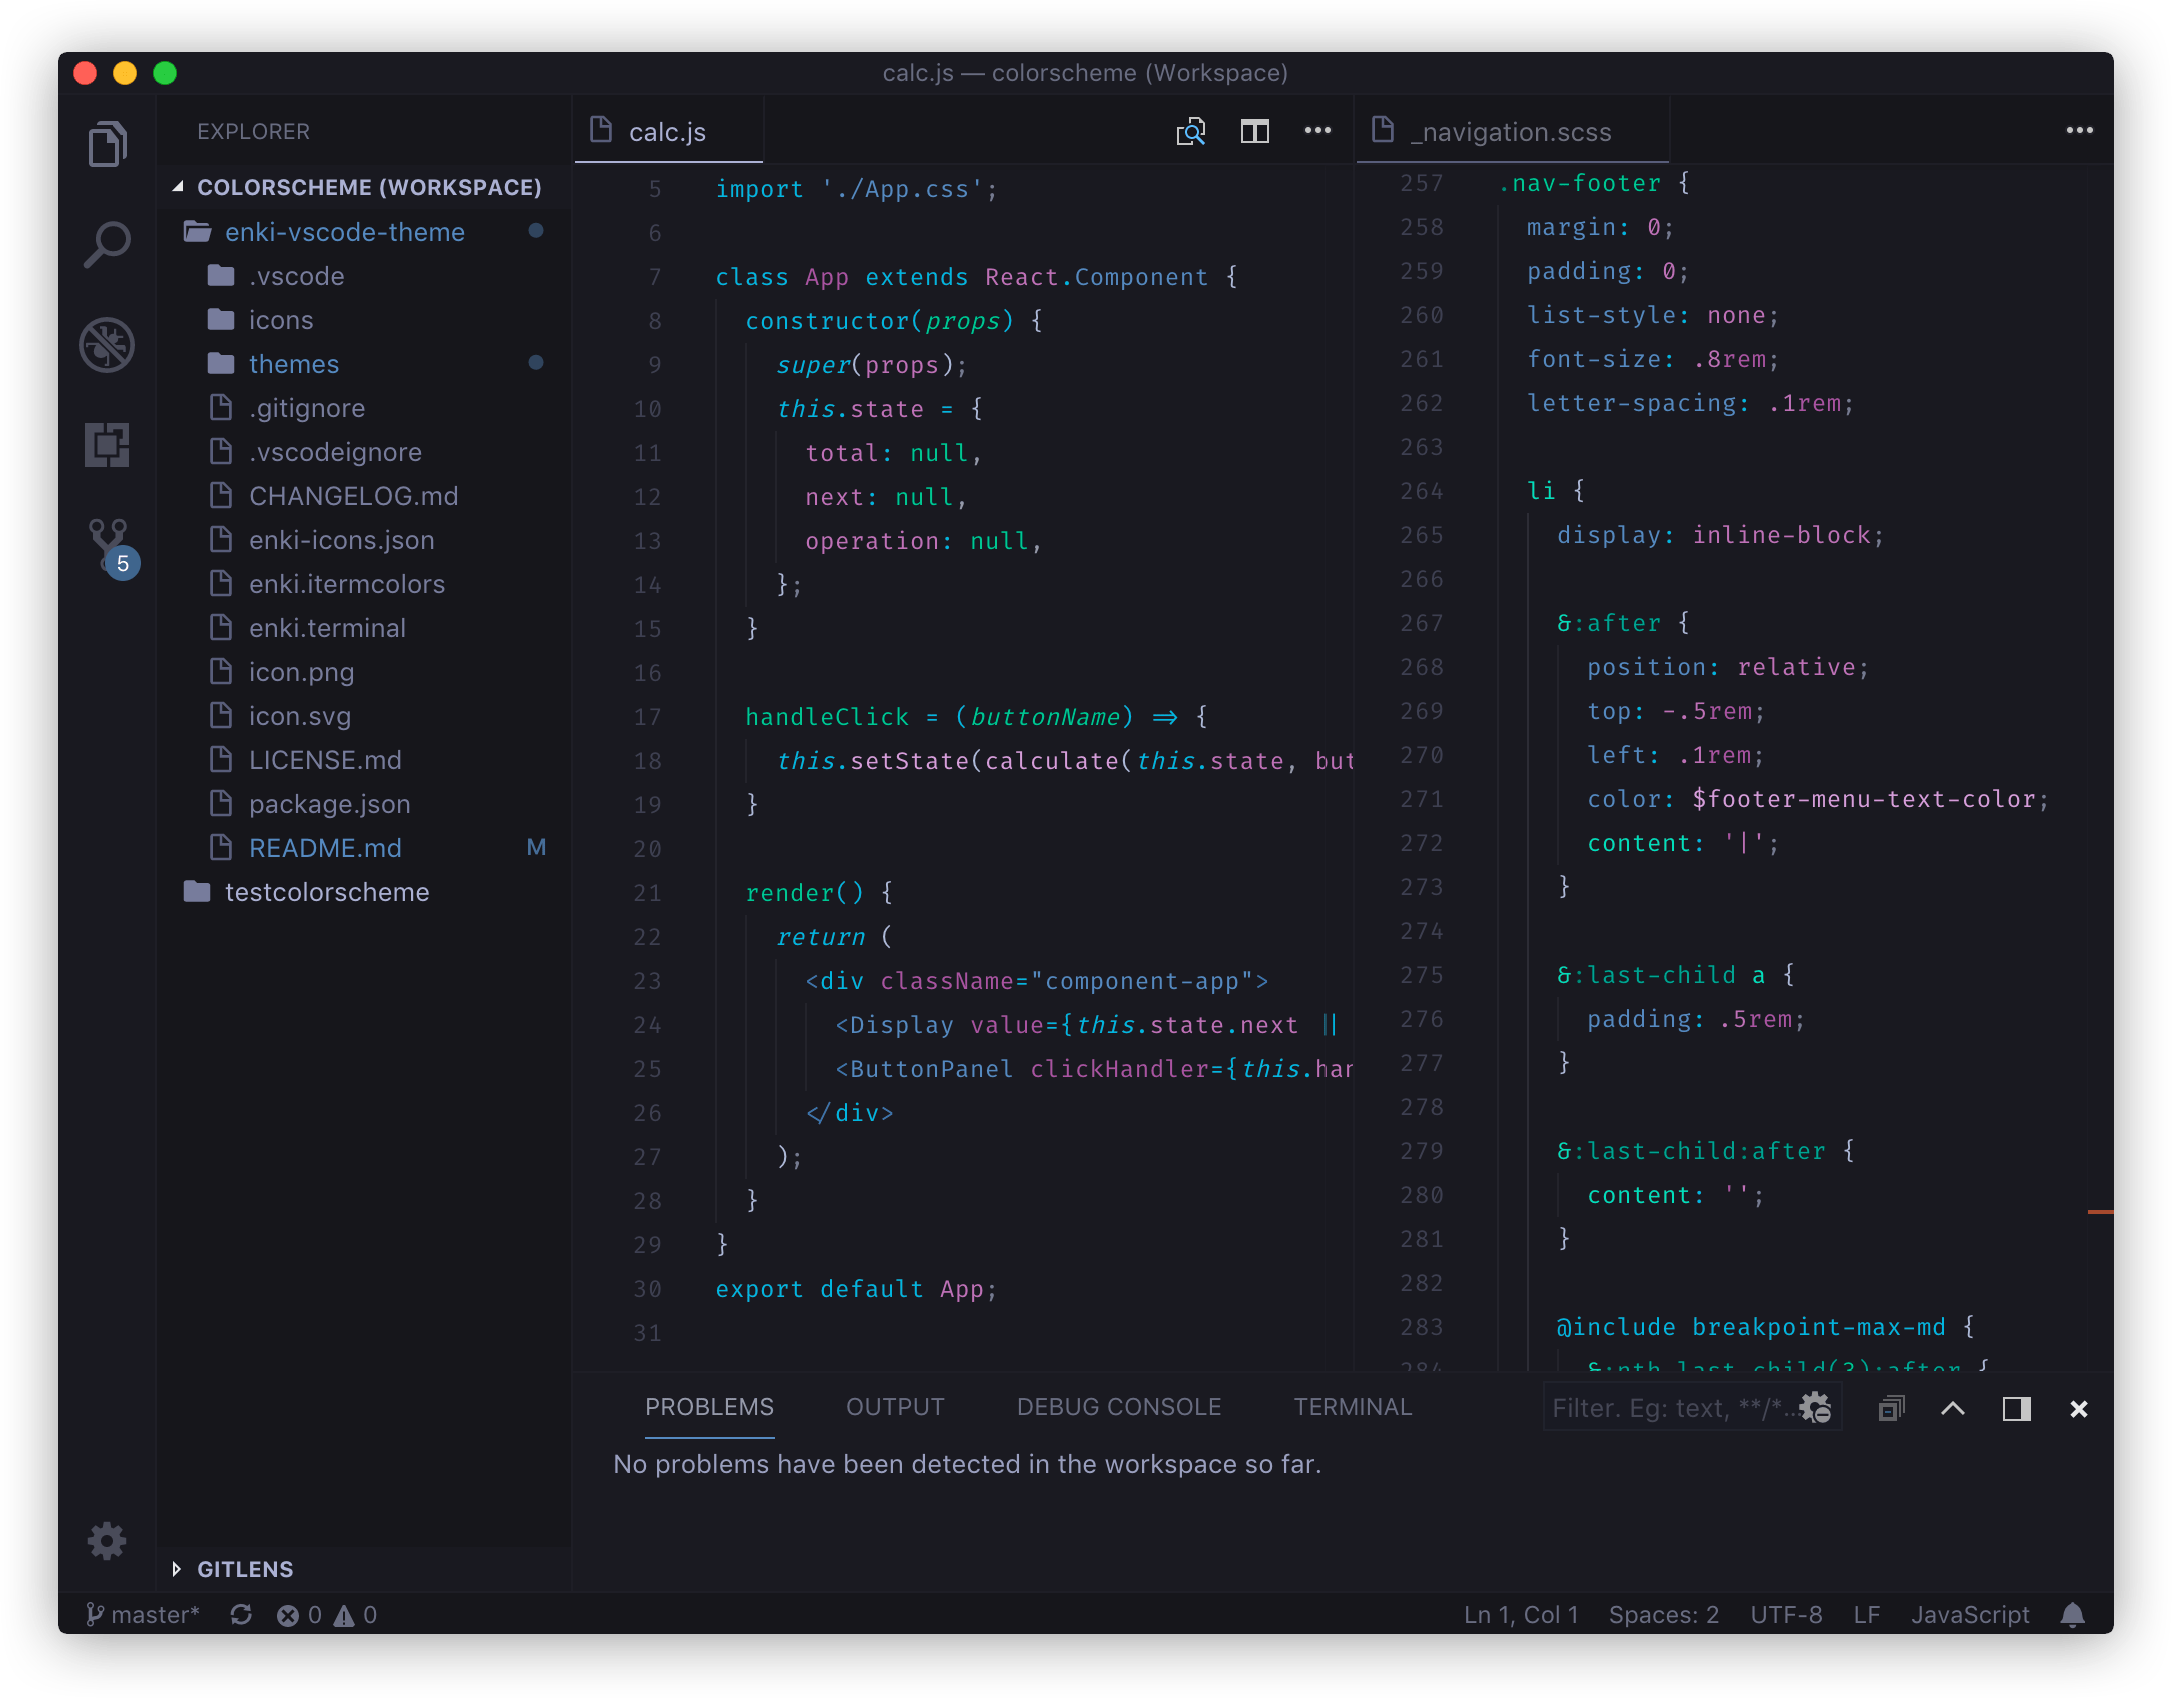 calc.js — colorscheme (Workspace)
EXPLORER
COLORSCHEME (WORKSPACE)
enki-vscode-theme
.vscode
icons
themes
.gitignore
.vscodeignore
CHANGELOG.md
enki-icons.json
enki.itermcolors
enki.terminal
icon.png
icon.svg
LICENSE.md
package.json
README.md M
testcolorscheme
GITLENS
5
calc.js
5 import './App.css';
6
7 class App extends React.Component {
8 constructor(props) {
9 super(props);
10 this.state = {
11 total: null,
12 next: null,
13 operation: null,
14 };
15 }
16
17 handleClick = (buttonName) => {
18 this.setState(calculate(this.state, but
19 }
20
21 render() {
22 return (
23 <div className="component-app">
24 <Display value={this.state.next ||
25 <ButtonPanel clickHandler={this.han
26 </div>
27 );
28 }
29 }
30 export default App;
31
_navigation.scss
257 .nav-footer {
258 margin: 0;
259 padding: 0;
260 list-style: none;
261 font-size: .8rem;
262 letter-spacing: .1rem;
263
264 li {
265 display: inline-block;
266
267 &:after {
268 position: relative;
269 top: -.5rem;
270 left: .1rem;
271 color: $footer-menu-text-color;
272 content: '|';
273 }
274
275 &:last-child a {
276 padding: .5rem;
277 }
278
279 &:last-child:after {
280 content: '';
281 }
282
283 @include breakpoint-max-md {
284 &:nth-last-child(3):after {
PROBLEMS OUTPUT DEBUG CONSOLE TERMINAL Filter. Eg: text, **/*...
No problems have been detected in the workspace so far.
master* 0 0 Ln 1, Col 1 Spaces: 2 UTF-8 LF JavaScript